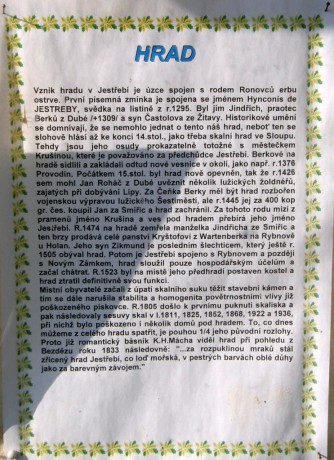 HRAD
Vznik hradu v Jestřebí je úzce spojen s rodem Ronovců erbu
ostrve. První písemná zminka je spojena se jménem Hynconis de
JESTREBY, svědka na listině z r.1295. Byl jím Jindřich, praotec
Berků z Dubé /+1309/ a syn Častolova ze Žitavy. Historikové umění
se domnivají, že se nemohlo jednat o tento náš hrad, neboť ten se
slohově hlásí až ke konci 14.stol., jako třeba skalní hrad ve Sloupu.
Tehdy jsou jeho osudy prokazatelně totožné s městečkem
Krušinou, které je považováno za předchůdce Jestřebí. Berkové na
hradě sídlili a zakládali odtud nové vesnice v okolí, jako např. r.1376
Provodín. Počátkem 15.stol. byl hrad nově opevněn, tak že r.1426
sem mohl Jan Roháč z Dubé uvěznit několik lužických žoldnérů,
zajatých při dobývání Lípy. Za Čeňka Berky měl být hrad rozbořen
vojenskou výpravou lužického Šestiměstí, ale r.1445 jej za 400 kop
gr. čes. koupil Jan ze Smiřic a hrad zachránil. Za tohoto rodu mizí z
pramenů jméno Krušina a ves pod hradem přebírá jeho jméno
Jestřebí. R.1474 na hradě zemřela manželka Jindřicha ze Smiřic a
ten brzy prodává celé panství Kryštofovi z Wartenberka na Rybnově
u Holan. Jeho syn Zikmund je posledním šlechticem, který ještě r.
1505 obýval hrad. Potom je Jestřebí spojeno s Rybnovem a později
s Novým Zámkem, hrad sloužil pouze hospodářským účelům a
začal chátrat. R.1523 byl na místě jeho předhradí postaven kostel a
hrad ztratil definitivně svou funkci.
Místní obyvatelé začali z úpatí skalního suku těžit stavební kámen a
tím se dále narušila stabilita a homogenita povětrnostními vlivy již
poškozeného pískovce. R.1805 došlo k prvnímu puknutí skaliska a
pak následovaly sesuvy skal v l.1811, 1825, 1852, 1868, 1922 a 1936,
při nichž bylo poškozeno i několik domů pod hradem. To, co dnes
můžeme z celého hradu spatřit, je pouhou 1/4 jeho původní rozlohy.
Proto již romantický básník K.H.Mácha viděl hrad při pohledu z
Bezdězu roku 1833 následovně: "...za rozpuklinou mraků stál
zřícený hrad Jestřebí, co loď mořská, v pestrých barvách oblé dúhy
jako za barevným závojem."